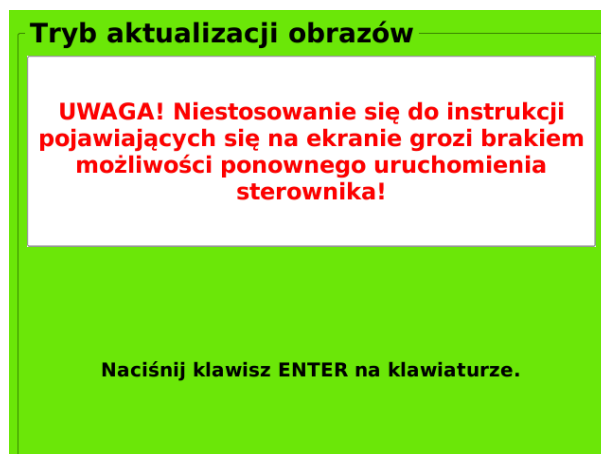 Tryb aktualizacji obrazów
UWAGA! Niestosowanie się do instrukcji
pojawiających się na ekranie grozi brakiem
możliwości ponownego uruchomienia
sterownika!
Naciśnij klawisz ENTER na klawiaturze.